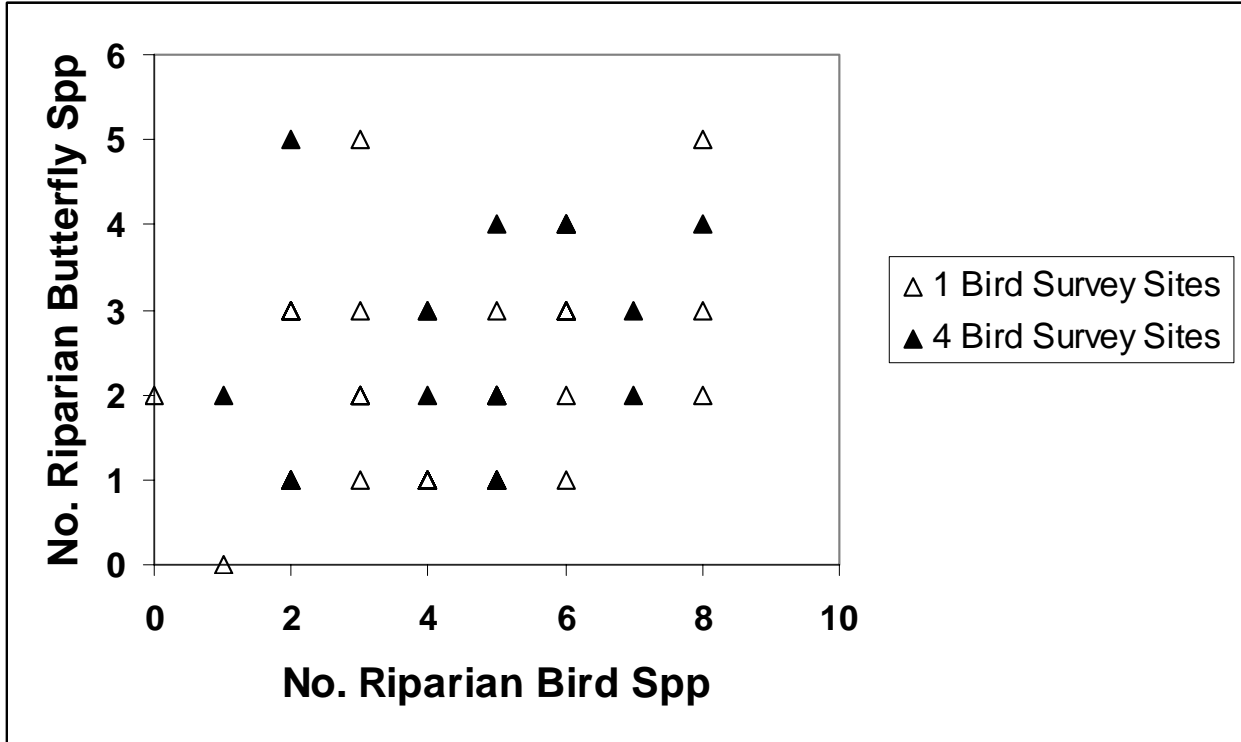 No. Riparian Butterfly Spp
6
5
4
3
2
1
0
0 2 4 6 8 10
No. Riparian Bird Spp
1 Bird Survey Sites
4 Bird Survey Sites